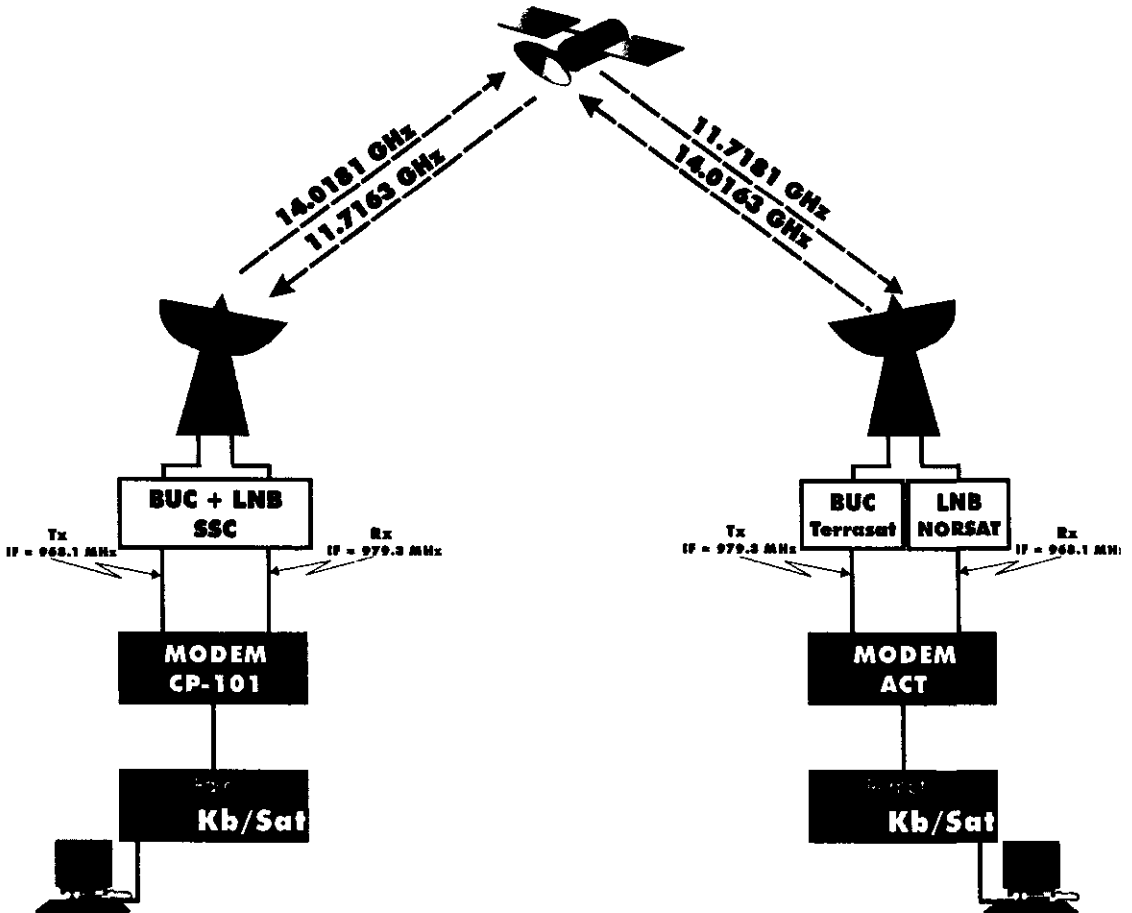 14.0181 GHz
11.7163 GHz
11.7181 GHz
14.0163 GHz
BUC + LNB
SSC
Tx
IF = 968.1 MHz
Rx
IF = 979.3 MHz
BUC
Terrasat
LNB
NORSAT
Tx
IF = 979.3 MHz
Rx
IF = 968.1 MHz
MODEM
CP-101
MODEM
ACT
Kb/Sat
Kb/Sat